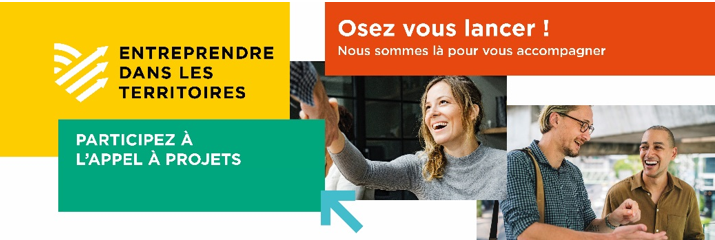 ENTREPRENDRE
DANS LES
TERRITOIRES
Osez vous lancer !
Nous sommes là pour vous accompagner
PARTICIPEZ À
L'APPEL À PROJETS